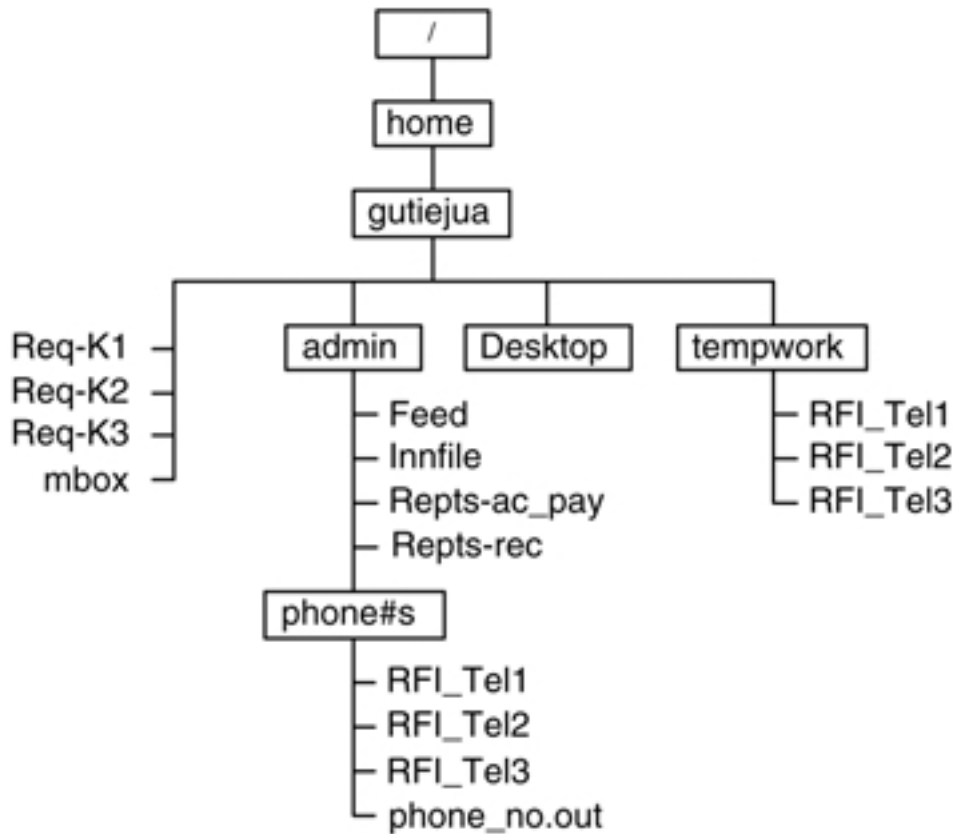 /
home
gutiejua
Req-K1
Req-K2
Req-K3
mbox
admin
Feed
Innfile
Repts-ac_pay
Repts-rec
phone#s
RFI_Tel1
RFI_Tel2
RFI_Tel3
phone_no.out
Desktop
tempwork
RFI_Tel1
RFI_Tel2
RFI_Tel3